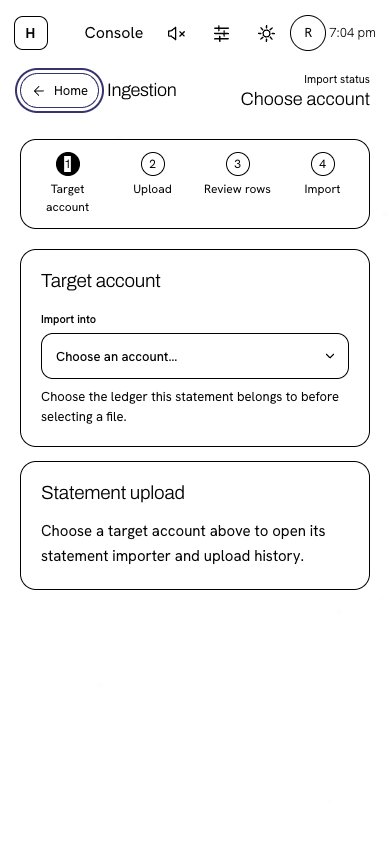 H
Console
R
7:04 pm
Home
Ingestion
Import status
Choose account
1
2
3
4
Target
account
Upload
Review rows
Import
Target account
Import into
Choose an account...
Choose the ledger this statement belongs to before
selecting a file.
Statement upload
Choose a target account above to open its
statement importer and upload history.